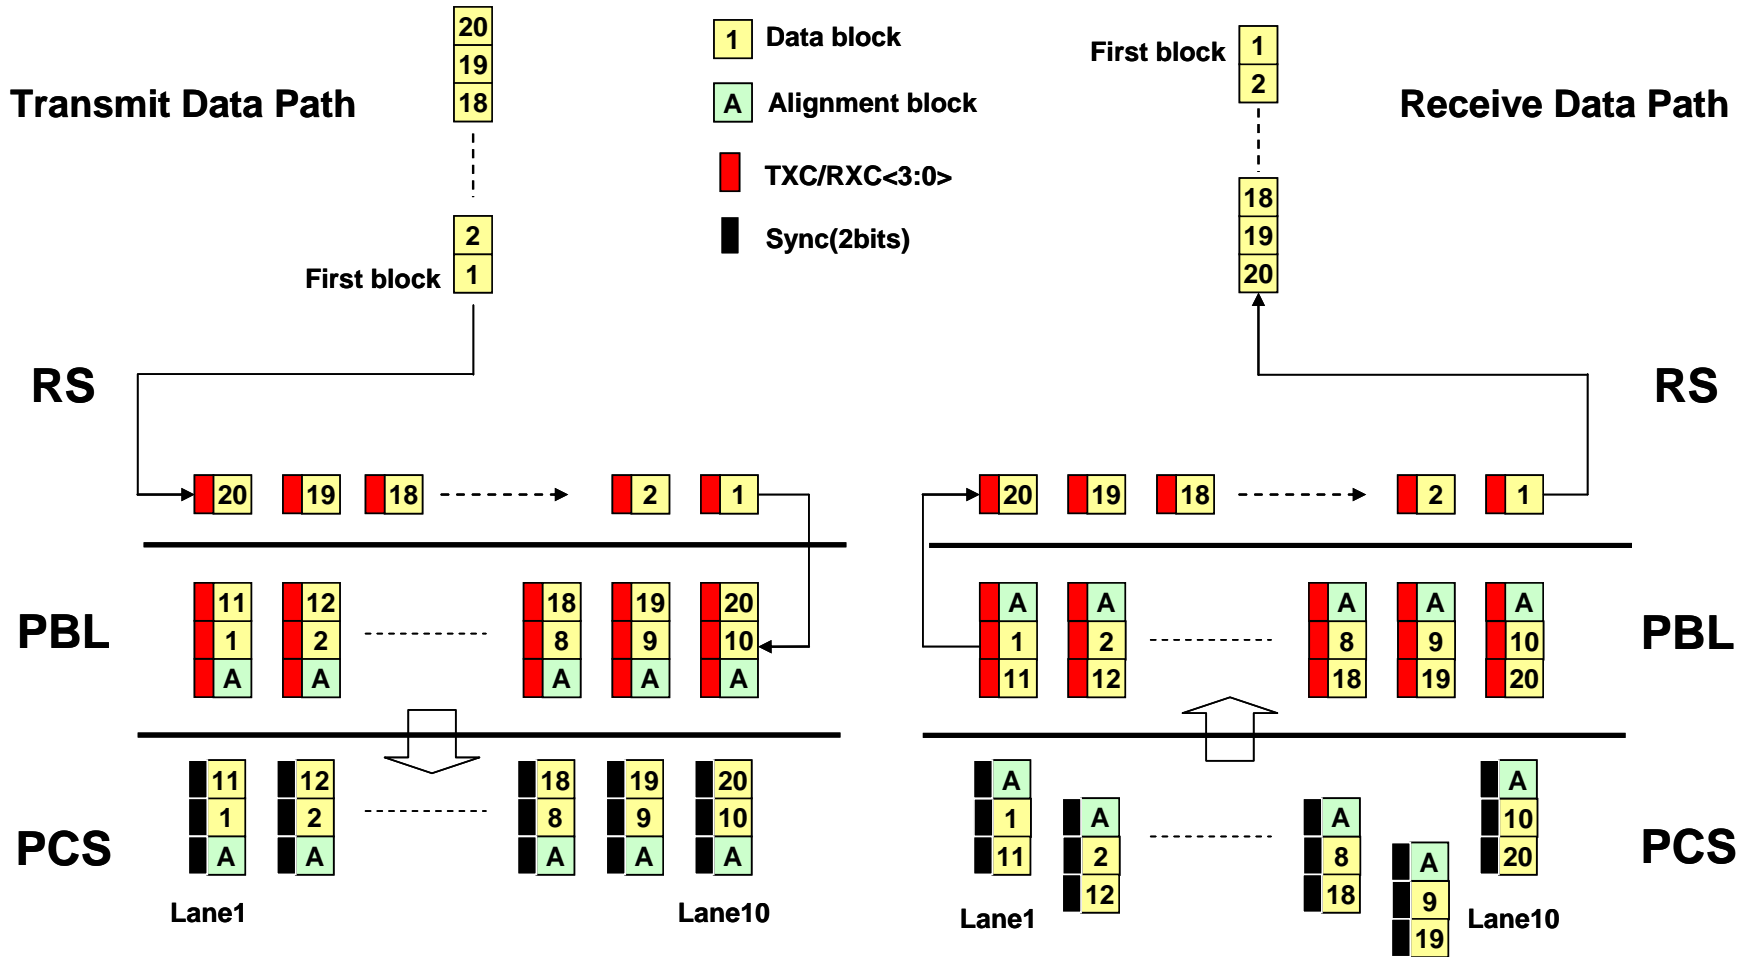 20
19
18
2
First block 1
Transmit Data Path
1 Data block
A Alignment block
TXC/RXC<3:0>
Sync(2bits)
First block 1
2
18
19
20
Receive Data Path
RS
RS
20 19 18 2 1
20 19 18 2 1
PBL
11 12 18 19 20
1 2 8 9 10
A A A A A
A A A A A
1 2 8 9 10
11 12 18 19 20
PBL
PCS
11 12 18 19 20
1 2 8 9 10
A A A A A
Lane1 Lane10
A A A A A
1 2 8 9 10
11 12 18 19 20
Lane1 Lane10
PCS